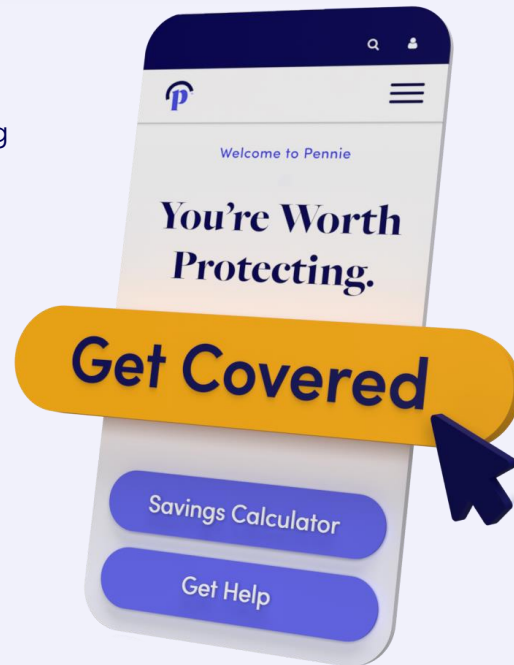 g
p
Welcome to Pennie
You're Worth
Protecting.
Get Covered
Savings Calculator
Get Help